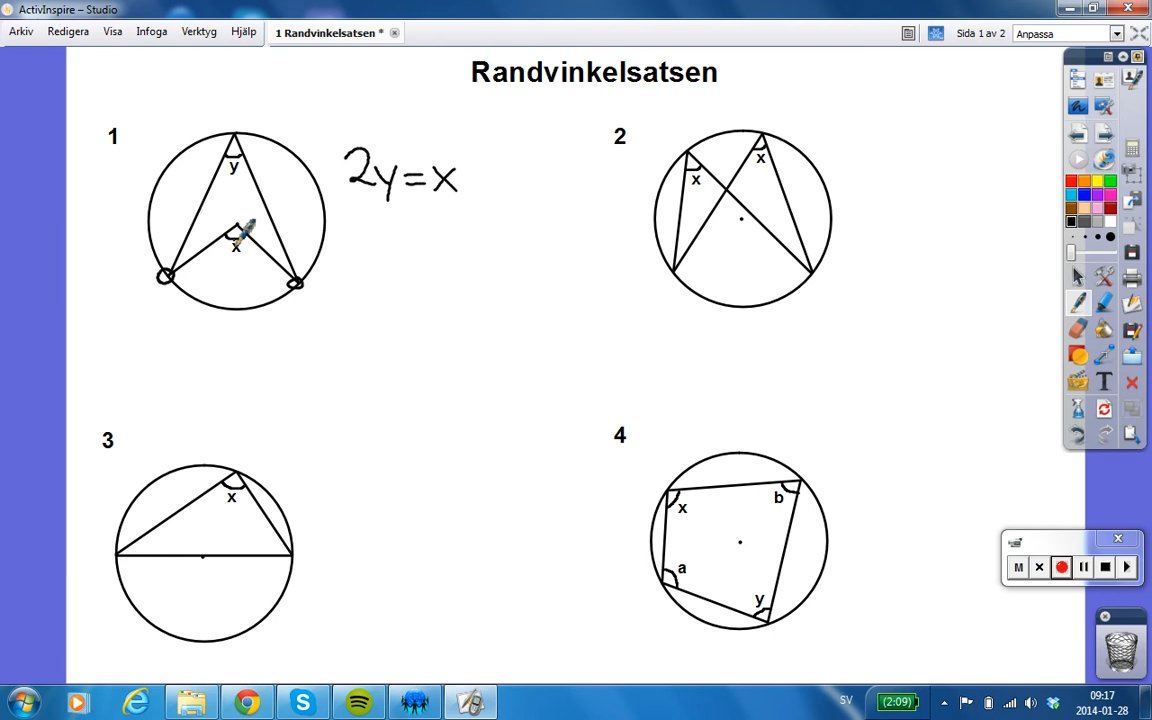 ActivInspire – Studio
Arkiv Redigera Visa Infoga Verktyg Hjälp
1 Randvinkelsatsen *
Sida 1 av 2
Anpassa
Randvinkelsatsen
1
y
x
2y=x
2
x
x
3
x
4
x
b
a
y
M
SV
(2:09)
09:17
2014-01-28